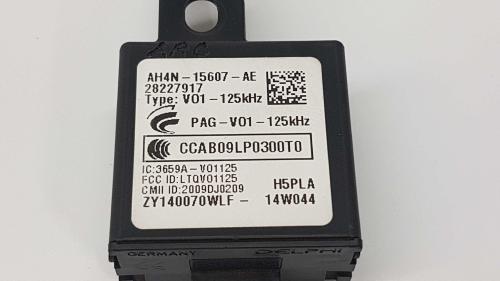 ABC
AH4N-15607-AE
28227917
Type: V01-125kHz
PAG-V01-125kHz
CCAB09LP0300T0
IC:3659A-V01125
FCC ID:LTQV01125
CMII ID:2009DJ0209
H5PLA
ZY140070WLF - 14W044
GERMANY DELPHI